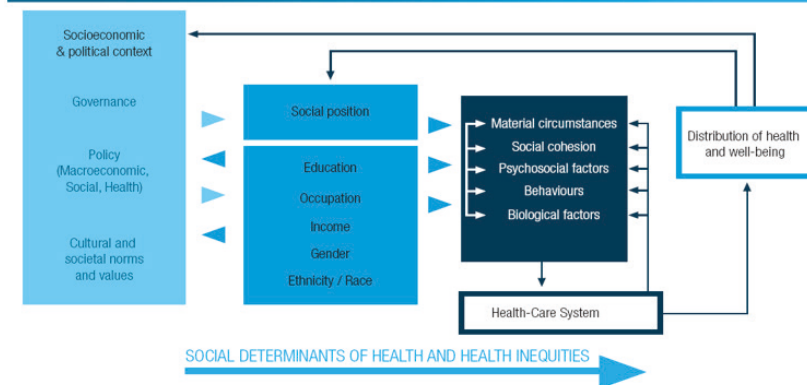 Socioeconomic
& political context
Governance
Policy
(Macroeconomic,
Social, Health)
Cultural and
societal norms
and values
Social position
Education
Occupation
Income
Gender
Ethnicity / Race
Material circumstances
Social cohesion
Psychosocial factors
Behaviours
Biological factors
Health-Care System
Distribution of health
and well-being
SOCIAL DETERMINANTS OF HEALTH AND HEALTH INEQUITIES